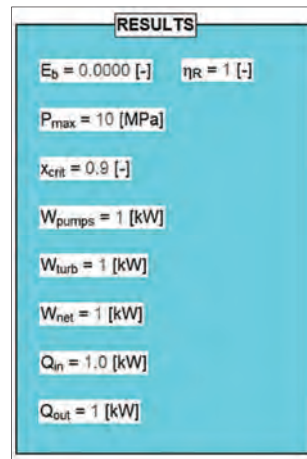 RESULTS
E_b = 0.0000 [-] η_R = 1 [-]
P_max = 10 [MPa]
x_crit = 0.9 [-]
W_pumps = 1 [kW]
W_turb = 1 [kW]
W_net = 1 [kW]
Q_in = 1.0 [kW]
Q_out = 1 [kW]